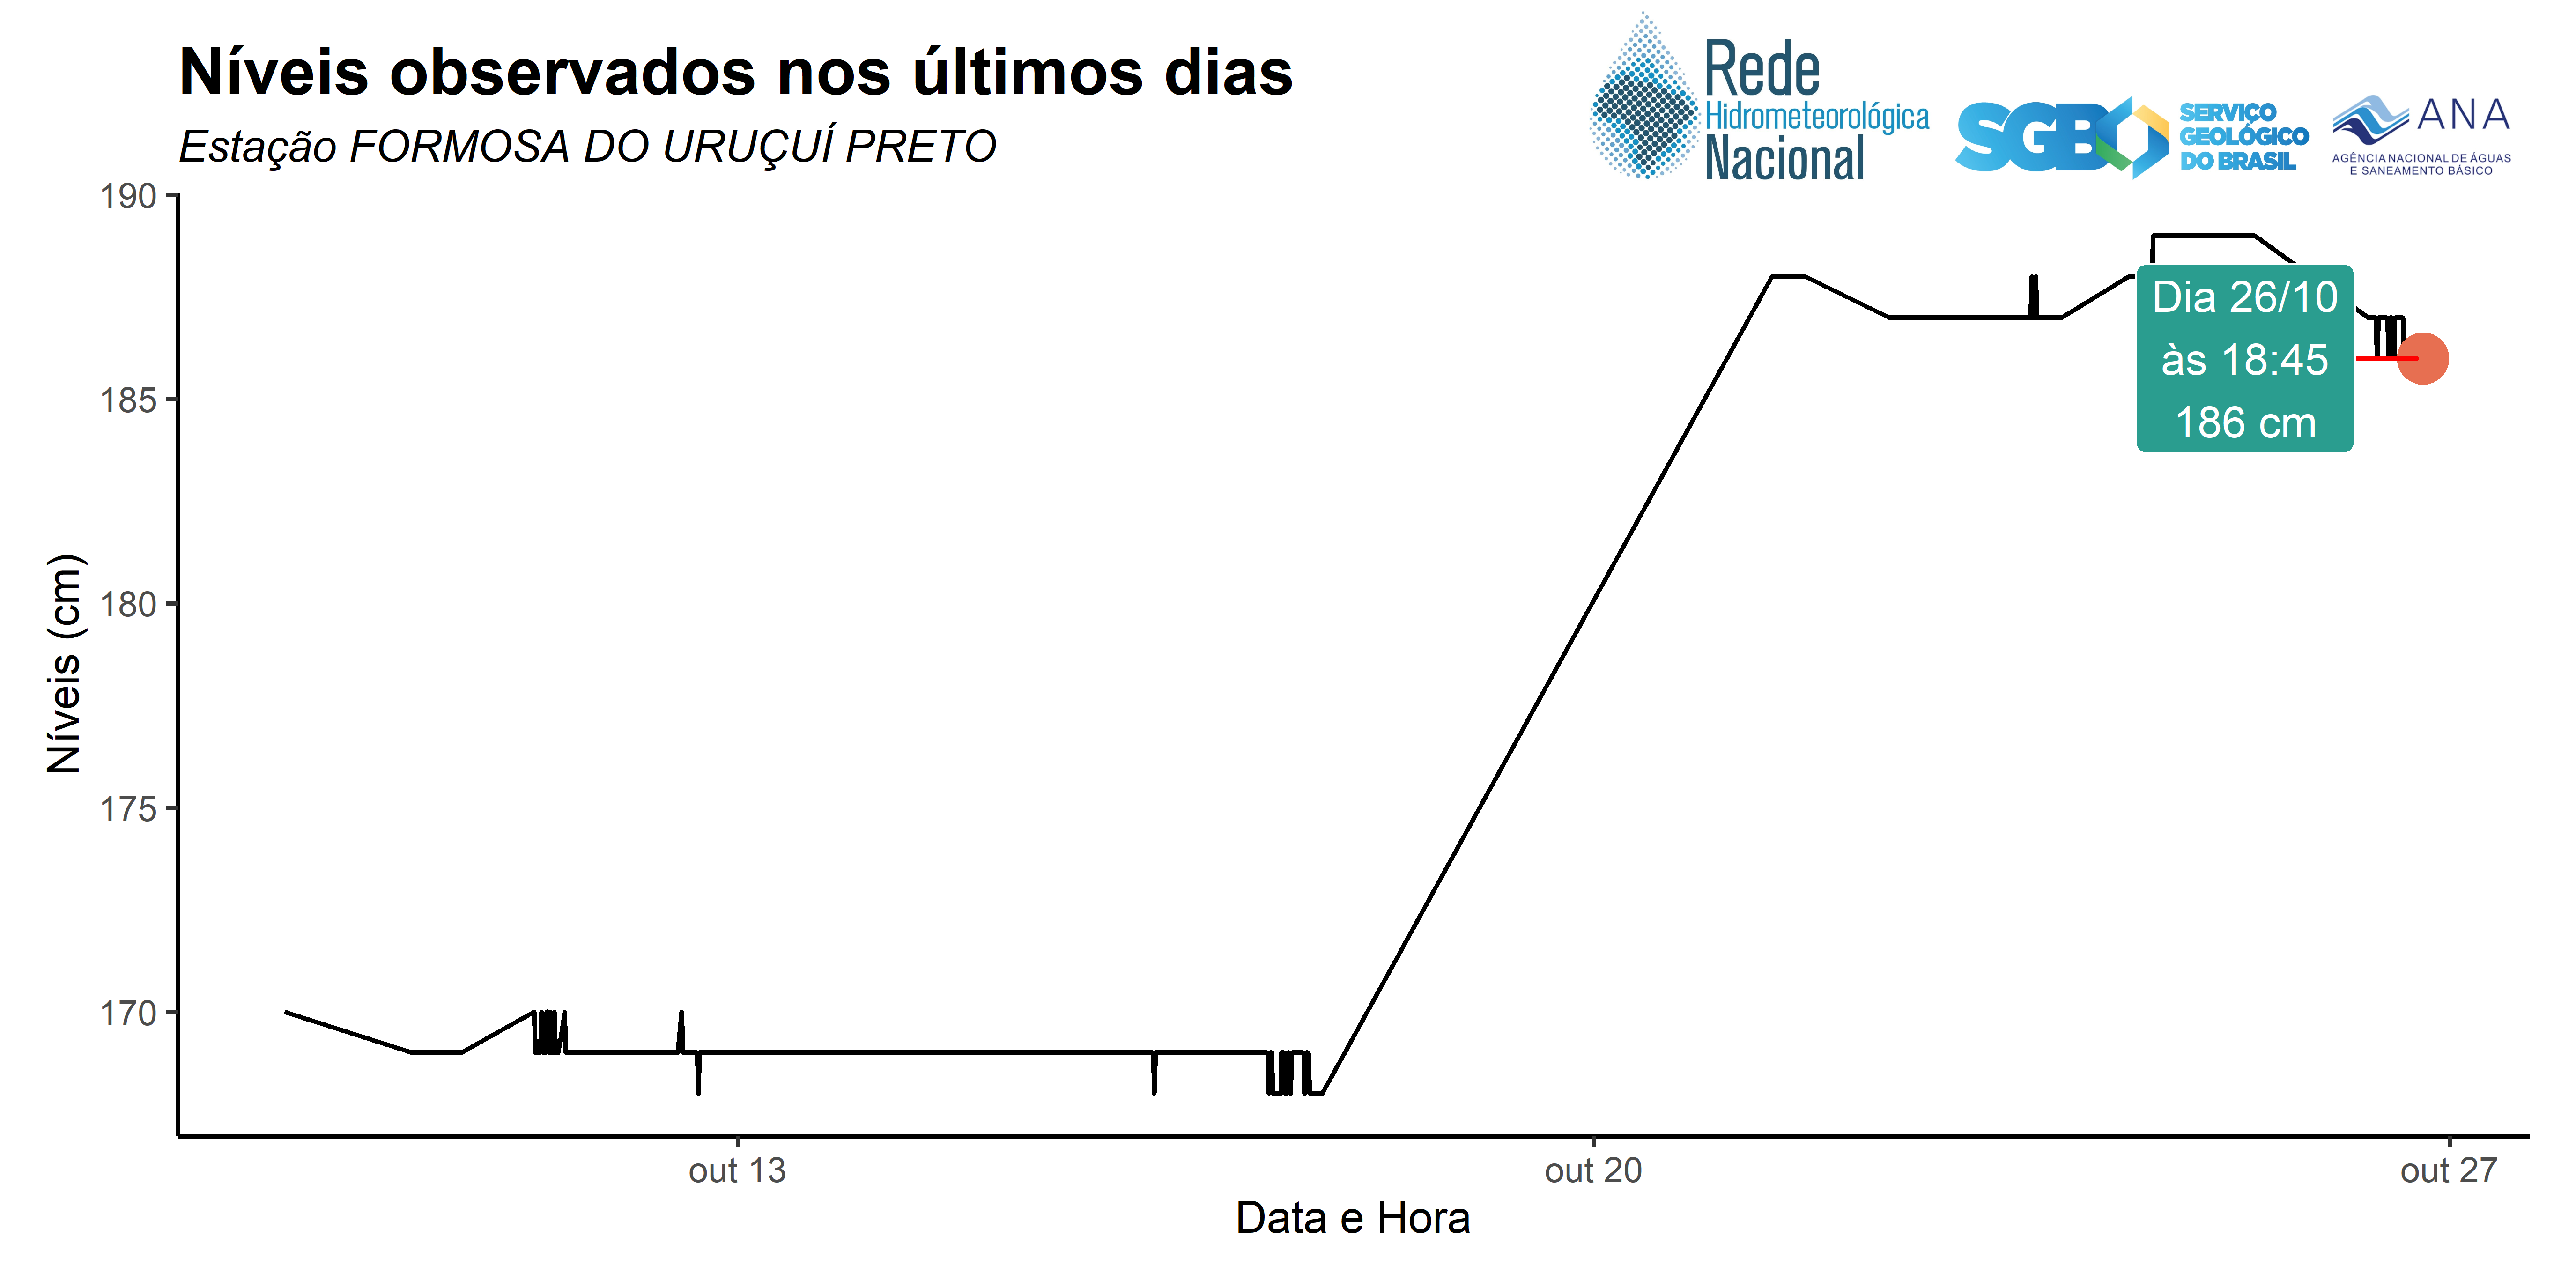 Níveis observados nos últimos dias
Estação FORMOSA DO URUÇUÍ PRETO
Rede
Hidrometeorológica
Nacional
SGB
SERVIÇO
GEOLÓGICO
DO BRASIL
ANA
AGÊNCIA NACIONAL DE ÁGUAS
E SANEAMENTO BÁSICO
190
185
180
175
170
Níveis (cm)
Dia 26/10
às 18:45
186 cm
out 13
out 20
out 27
Data e Hora